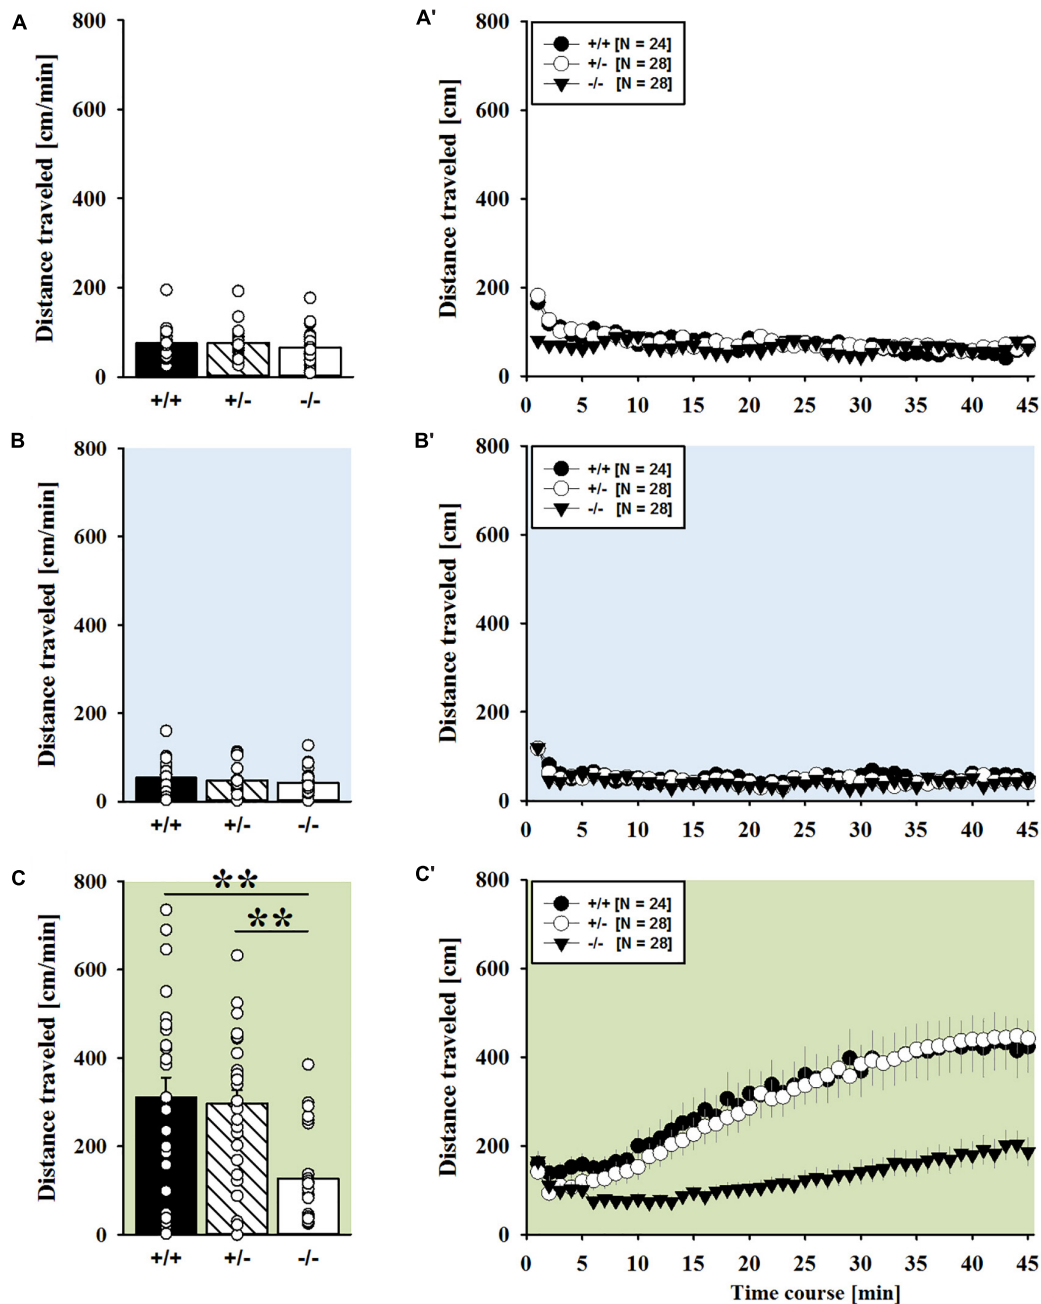 A
Distance traveled [cm/min]
800
600
400
200
0
+/+ +/- -/-
A'
Distance traveled [cm]
800
600
400
200
0
+/+ [N = 24]
+/- [N = 28]
-/- [N = 28]
0 5 10 15 20 25 30 35 40 45
B
Distance traveled [cm/min]
800
600
400
200
0
+/+ +/- -/-
B'
Distance traveled [cm]
800
600
400
200
0
+/+ [N = 24]
+/- [N = 28]
-/- [N = 28]
0 5 10 15 20 25 30 35 40 45
C
Distance traveled [cm/min]
800
600
400
200
0
**
**
+/+ +/- -/-
C'
Distance traveled [cm]
800
600
400
200
0
+/+ [N = 24]
+/- [N = 28]
-/- [N = 28]
0 5 10 15 20 25 30 35 40 45
Time course [min]